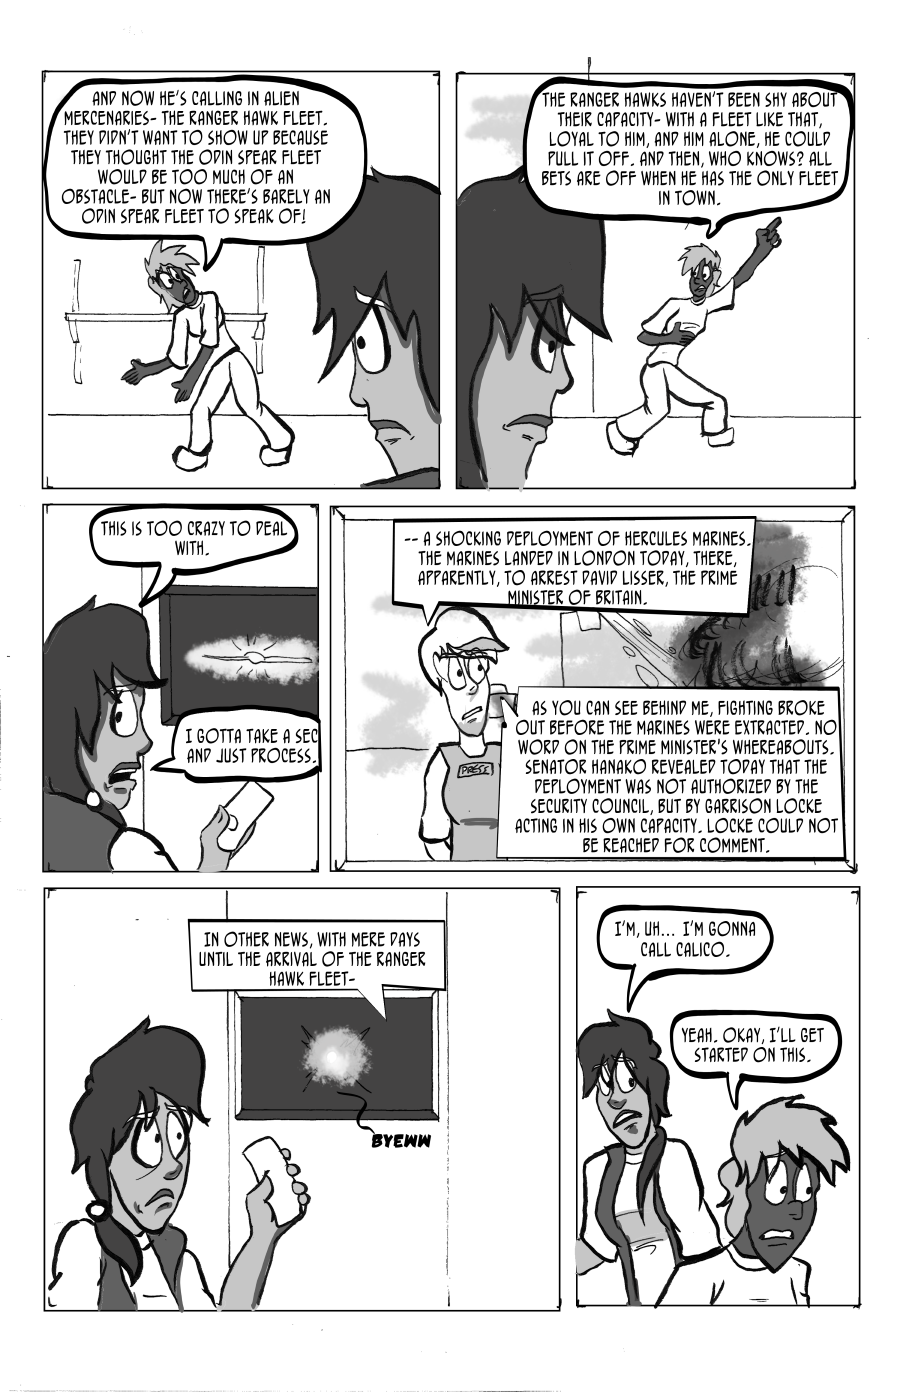 AND NOW HE'S CALLING IN ALIEN
MERCENARIES- THE RANGER HAWK FLEET.
THEY DIDN'T WANT TO SHOW UP BECAUSE
THEY THOUGHT THE ODIN SPEAR FLEET
WOULD BE TOO MUCH OF AN
OBSTACLE- BUT NOW THERE'S BARELY AN
ODIN SPEAR FLEET TO SPEAK OF!
THE RANGER HAWKS HAVEN'T BEEN SHY ABOUT
THEIR CAPACITY- WITH A FLEET LIKE THAT,
LOYAL TO HIM, AND HIM ALONE, HE COULD
PULL IT OFF. AND THEN, WHO KNOWS? ALL
BETS ARE OFF WHEN HE HAS THE ONLY FLEET
IN TOWN.
THIS IS TOO CRAZY TO DEAL
WITH.
I GOTTA TAKE A SEC
AND JUST PROCESS.
-- A SHOCKING DEPLOYMENT OF HERCULES MARINES.
THE MARINES LANDED IN LONDON TODAY, THERE,
APPARENTLY, TO ARREST DAVID LISSER, THE PRIME
MINISTER OF BRITAIN.
PRESS
AS YOU CAN SEE BEHIND ME, FIGHTING BROKE
OUT BEFORE THE MARINES WERE EXTRACTED. NO
WORD ON THE PRIME MINISTER'S WHEREABOUTS.
SENATOR HANAKO REVEALED TODAY THAT THE
DEPLOYMENT WAS NOT AUTHORIZED BY THE
SECURITY COUNCIL, BUT BY GARRISON LOCKE
ACTING IN HIS OWN CAPACITY. LOCKE COULD NOT
BE REACHED FOR COMMENT.
IN OTHER NEWS, WITH MERE DAYS
UNTIL THE ARRIVAL OF THE RANGER
HAWK FLEET-
BYEWW
I'M, UH... I'M GONNA
CALL CALICO.
YEAH. OKAY, I'LL GET
STARTED ON THIS.